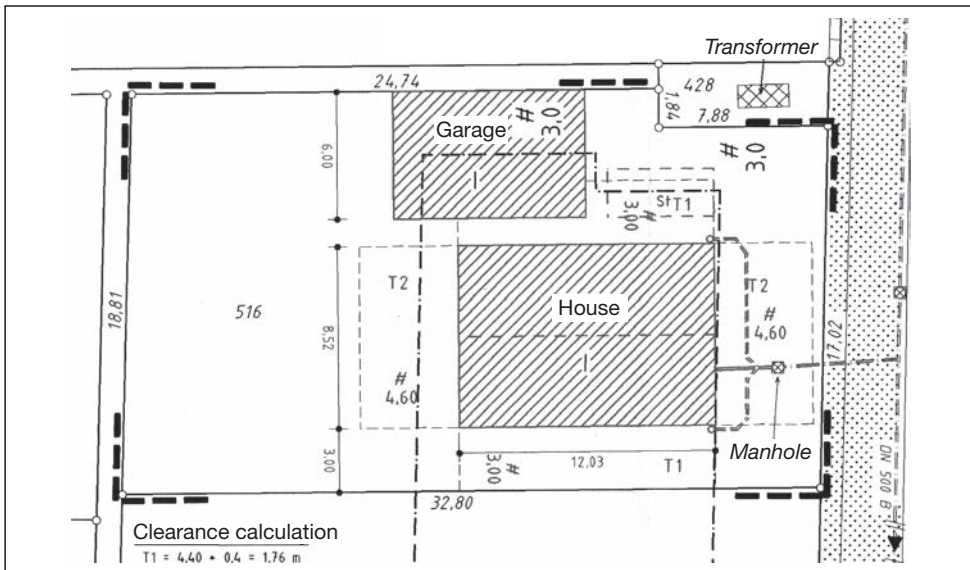 Transformer
24,74
428
1,84
7,88
Garage
#
3,0
#
3,0
6,00
I
St T1
#
3,00
T2
House
T2
516
18,81
8,52
#
4,60
#
4,60
17,02
I
Manhole
3,00
#
3,00
12.03
T1
32,80
DN 500 B
Clearance calculation
T1 = 4,40 * 0,4 = 1,76 m